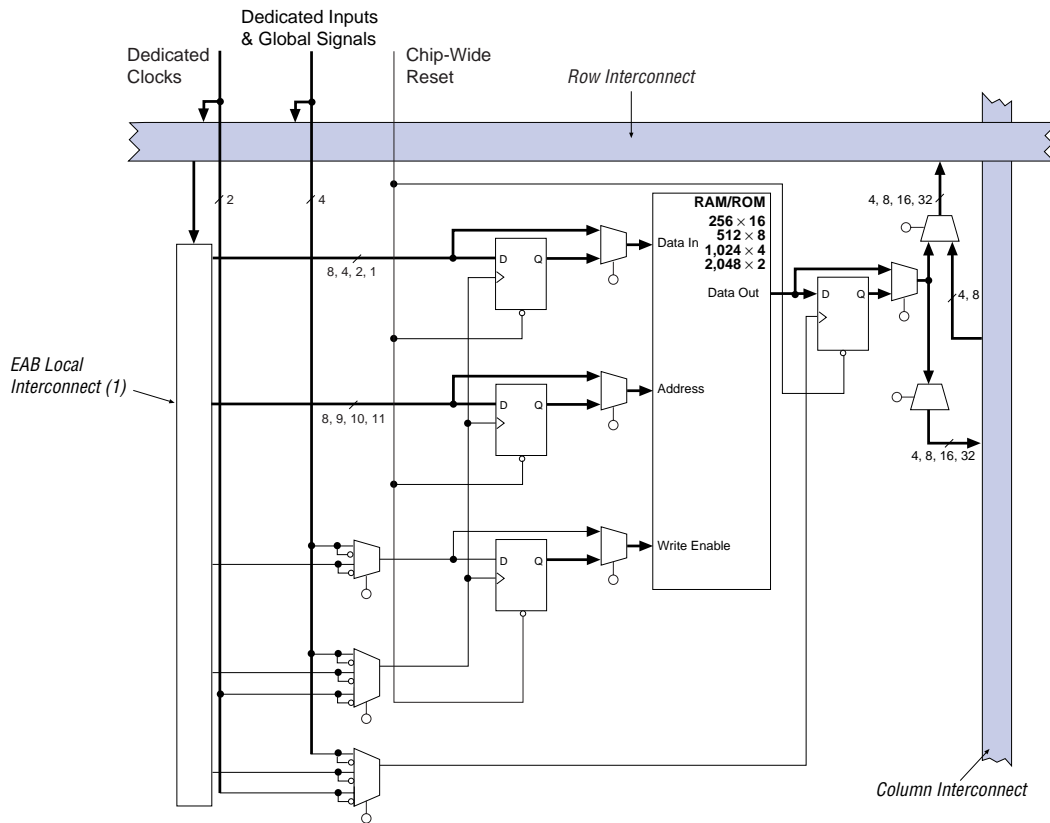 Dedicated Inputs
& Global Signals
Dedicated
Clocks
Chip-Wide
Reset
Row Interconnect
2
4
4, 8, 16, 32
RAM/ROM
256 × 16
512 × 8
1,024 × 4
2,048 × 2
Data In
D
Q
8, 4, 2, 1
Data Out
D
Q
4, 8
EAB Local
Interconnect (1)
Address
D
Q
8, 9, 10, 11
4, 8, 16, 32
Write Enable
D
Q
Column Interconnect